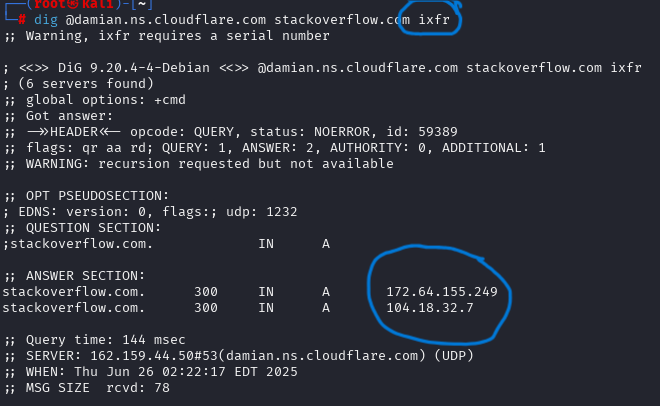 ┌──(root㉿kali)-[~]
└─# dig @damian.ns.cloudflare.com stackoverflow.com ixfr
;; Warning, ixfr requires a serial number
; <<>> DiG 9.20.4-4-Debian <<>> @damian.ns.cloudflare.com stackoverflow.com ixfr
; (6 servers found)
;; global options: +cmd
;; Got answer:
;; ->>HEADER<<- opcode: QUERY, status: NOERROR, id: 59389
;; flags: qr aa rd; QUERY: 1, ANSWER: 2, AUTHORITY: 0, ADDITIONAL: 1
;; WARNING: recursion requested but not available
;; OPT PSEUDOSECTION:
; EDNS: version: 0, flags:; udp: 1232
;; QUESTION SECTION:
;stackoverflow.com. IN A
;; ANSWER SECTION:
stackoverflow.com. 300 IN A 172.64.155.249
stackoverflow.com. 300 IN A 104.18.32.7
;; Query time: 144 msec
;; SERVER: 162.159.44.50#53(damian.ns.cloudflare.com) (UDP)
;; WHEN: Thu Jun 26 02:22:17 EDT 2025
;; MSG SIZE rcvd: 78